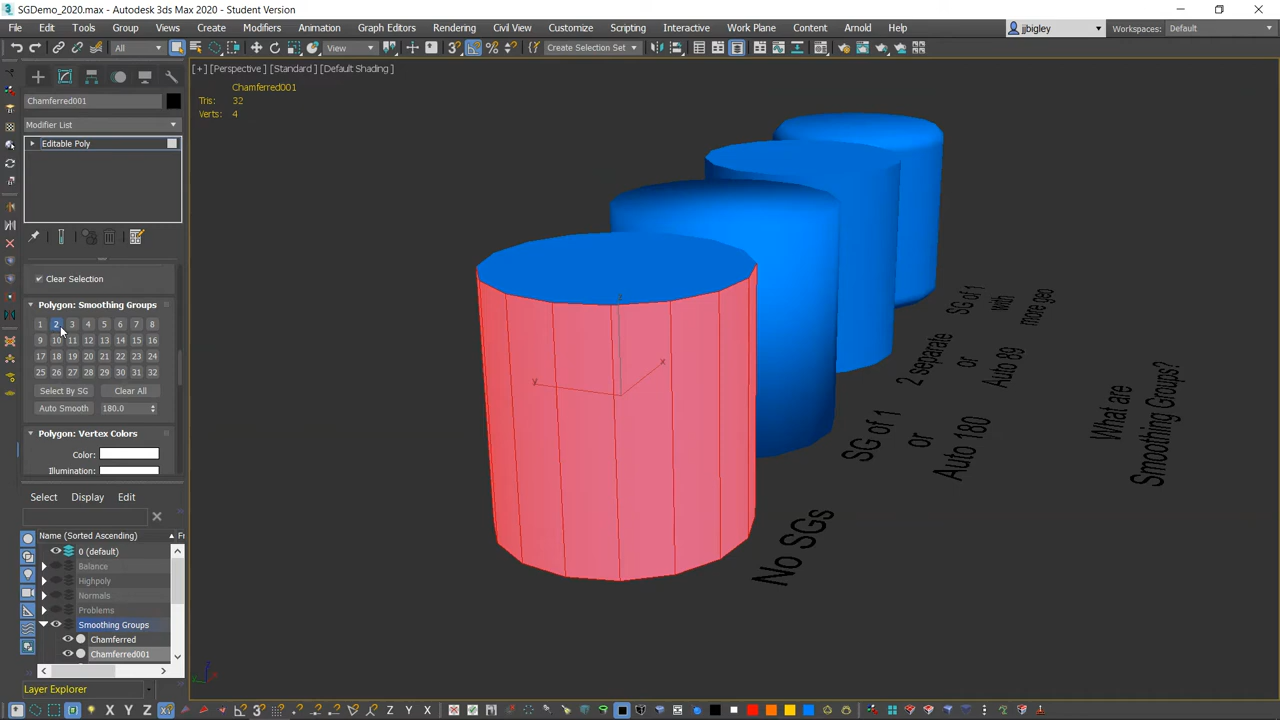 SGDemo_2020.max - Autodesk 3ds Max 2020 - Student Version
File Edit Tools Group Views Create Modifiers Animation Graph Editors Rendering Civil View Customize Scripting Interactive Work Plane Content Arnold Help jjbigley Workspaces: Default
All View Create Selection Set
[+] [Perspective] [Standard] [Default Shading]
Chamferred001
Tris: 32
Verts: 4
Chamferred001
Modifier List
Editable Poly
Clear Selection
Polygon: Smoothing Groups
1 2 3 4 5 6 7 8
9 10 11 12 13 14 15 16
17 18 19 20 21 22 23 24
25 26 27 28 29 30 31 32
Select By SG Clear All
Auto Smooth 180.0
Polygon: Vertex Colors
Color:
Illumination:
Select Display Edit
Name (Sorted Ascending) Fr
0 (default)
Balance
Highpoly
Normals
Problems
Smoothing Groups
Chamferred
Chamferred001
Layer Explorer
z
x
y
No SGs
SG of 1
or
Auto 180
2 separate
or
Auto 89
SG of 1
with
more geo
What are
Smoothing Groups?
X Y Z XY